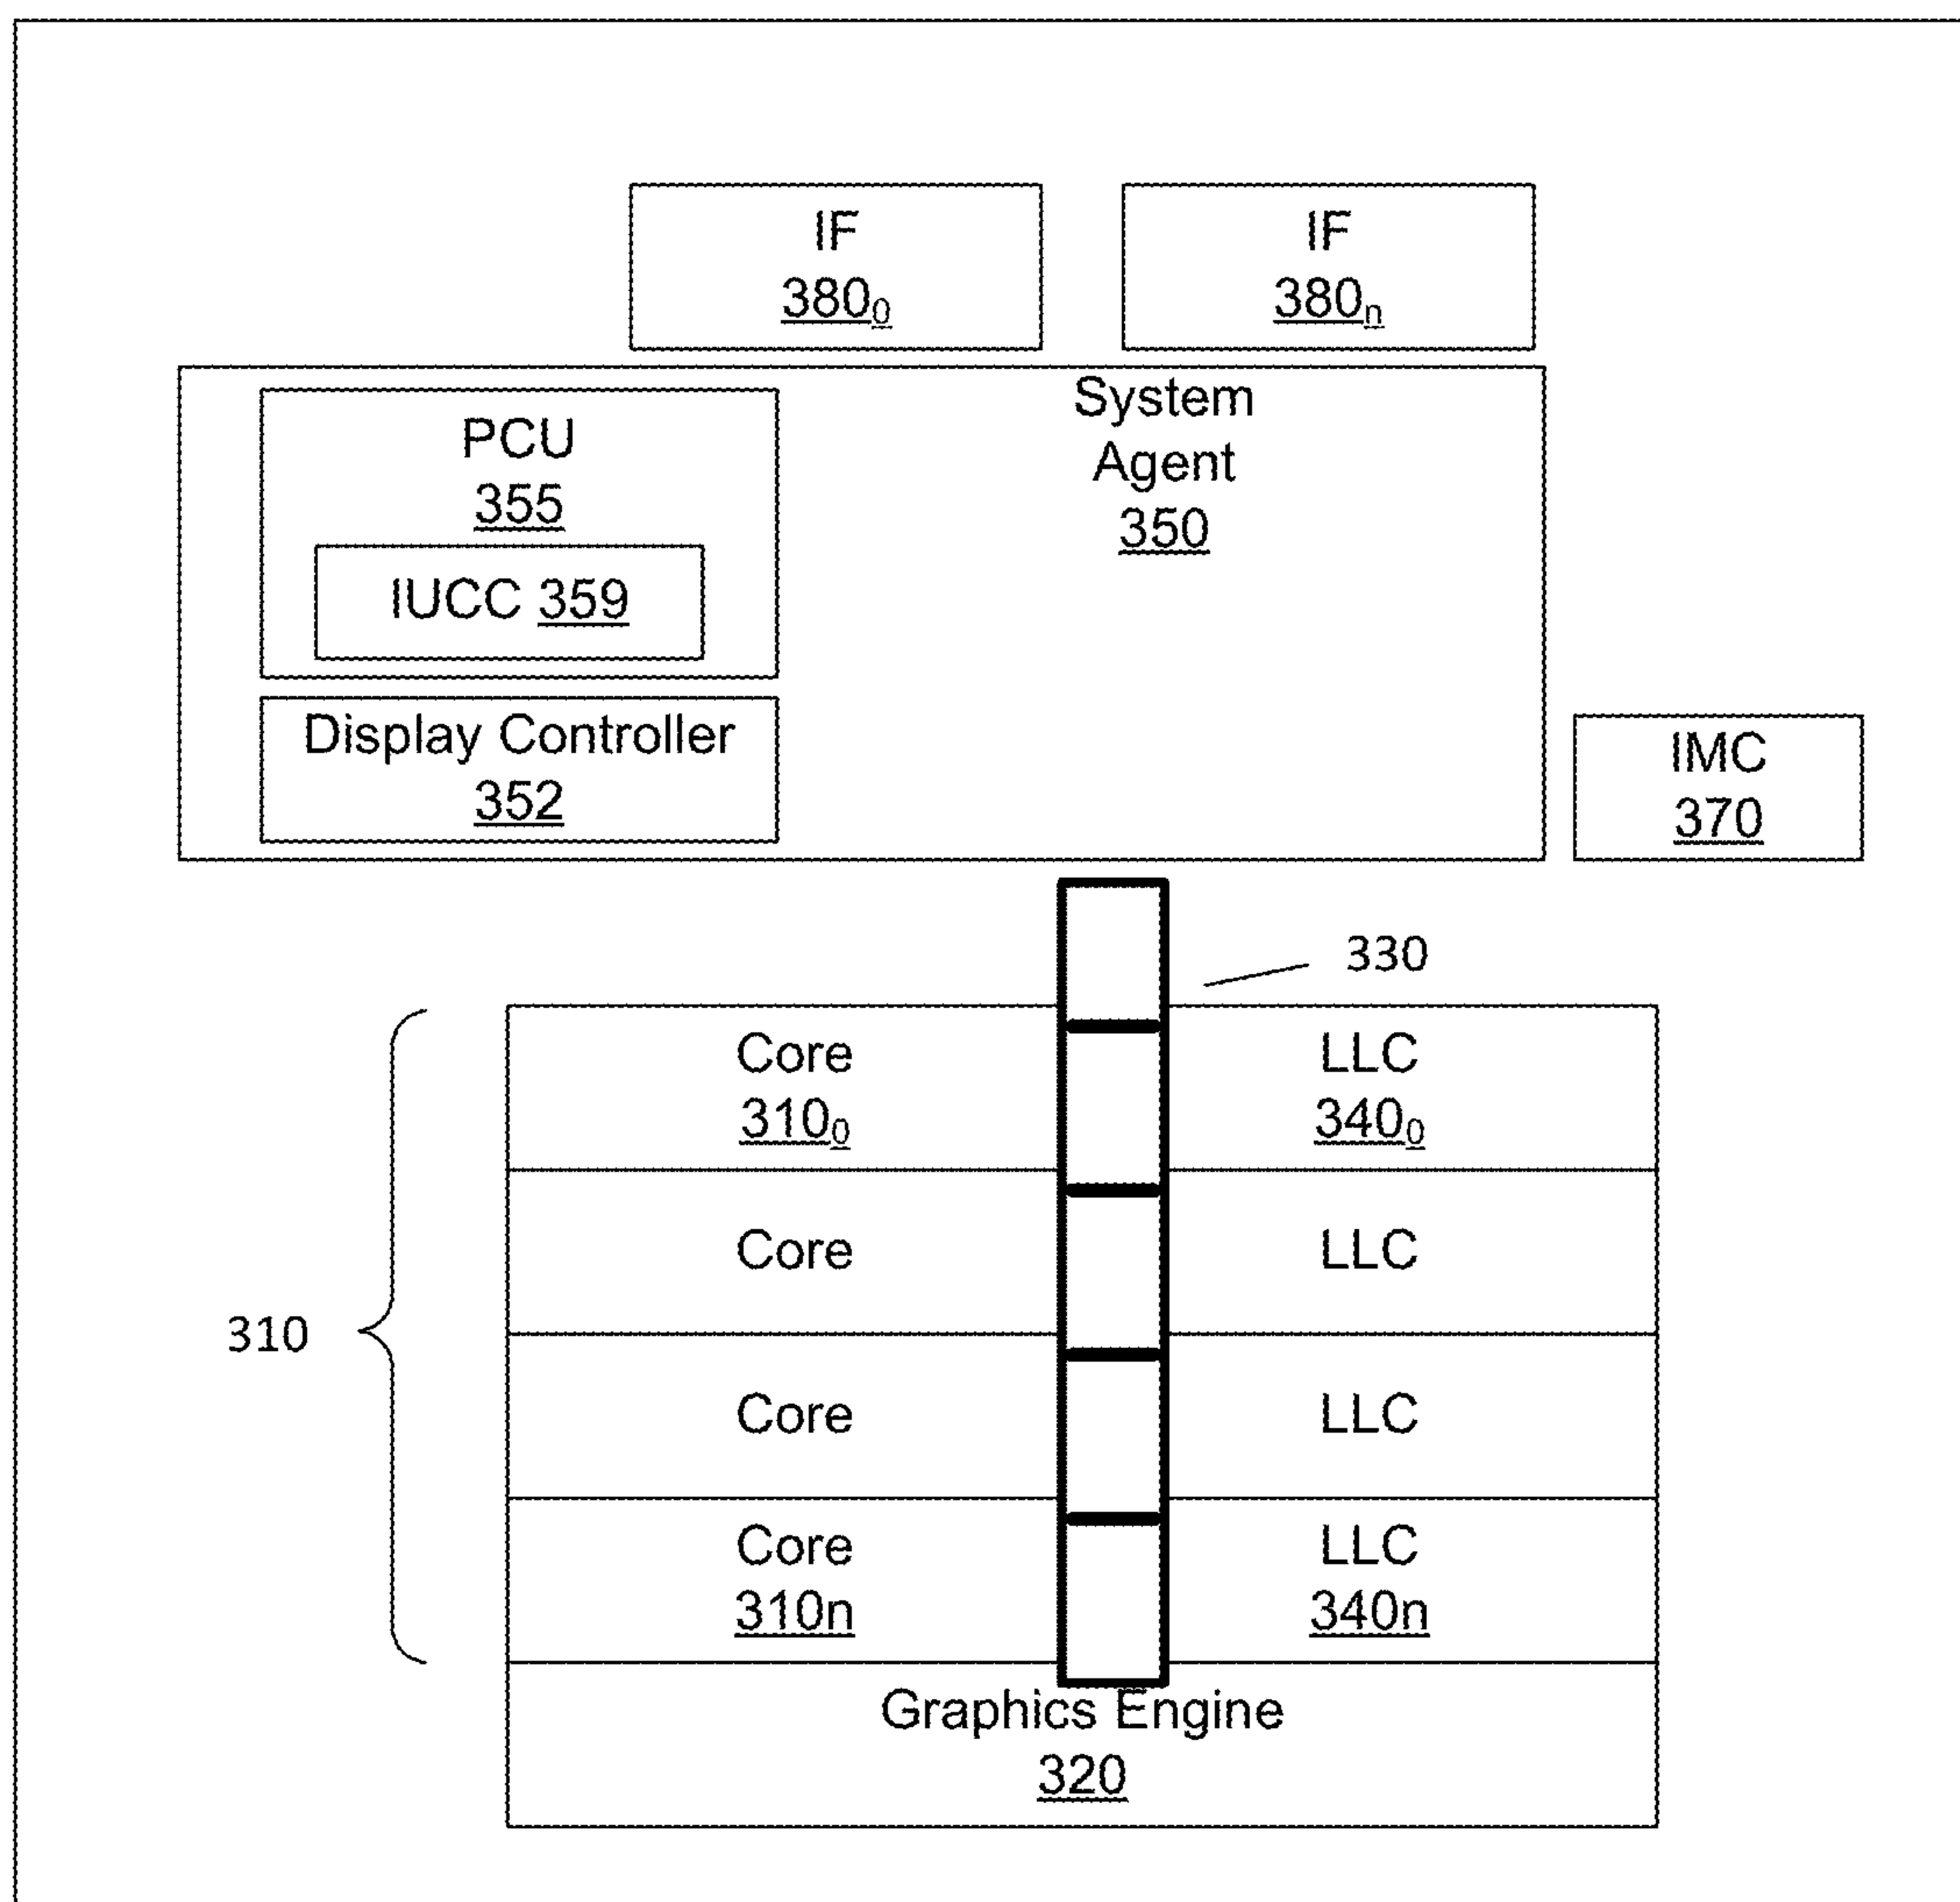 IF
380₀
IF
380ₙ
System
Agent
350
PCU
355
IUCC 359
Display Controller
352
IMC
370
330
Core
310₀
LLC
340₀
Core
LLC
310
Core
LLC
Core
310n
LLC
340n
Graphics Engine
320